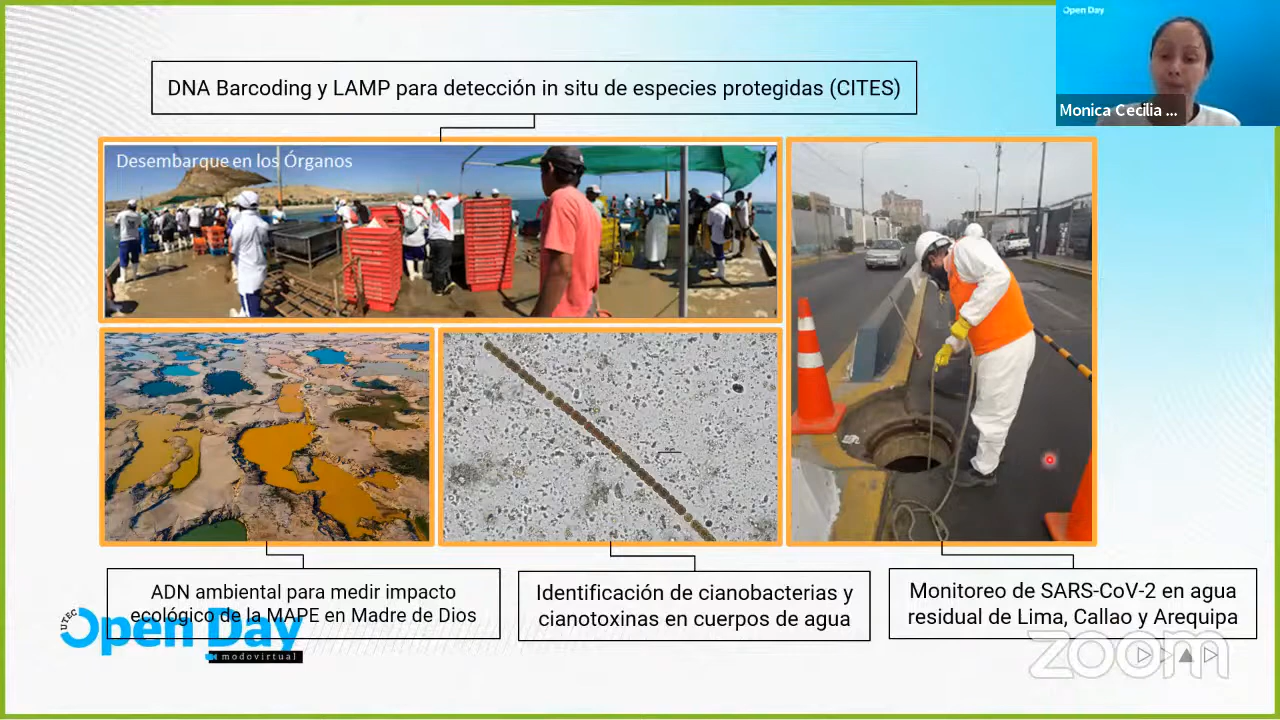 Open Day
Monica Cecilia ...
DNA Barcoding y LAMP para detección in situ de especies protegidas (CITES)
Desembarque en los Órganos
ADN ambiental para medir impacto
ecológico de la MAPE en Madre de Dios
Identificación de cianobacterias y
cianotoxinas en cuerpos de agua
Monitoreo de SARS-CoV-2 en agua
residual de Lima, Callao y Arequipa
UTEC
Open Day
modovirtual
zoom